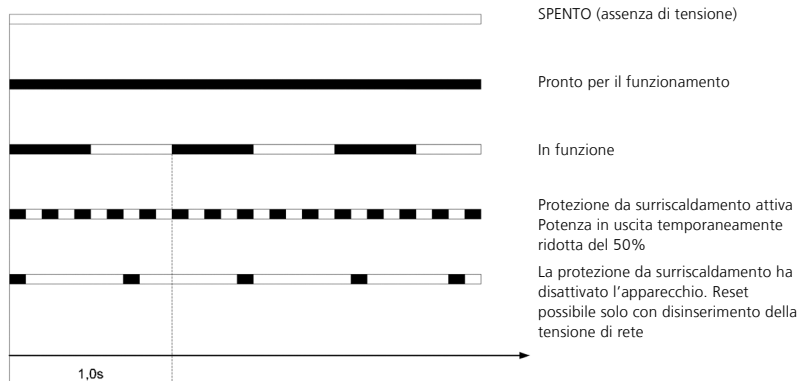 SPENTO (assenza di tensione)
Pronto per il funzionamento
In funzione
Protezione da surriscaldamento attiva
Potenza in uscita temporaneamente
ridotta del 50%
La protezione da surriscaldamento ha
disattivato l'apparecchio. Reset
possibile solo con disinserimento della
tensione di rete
1,0s